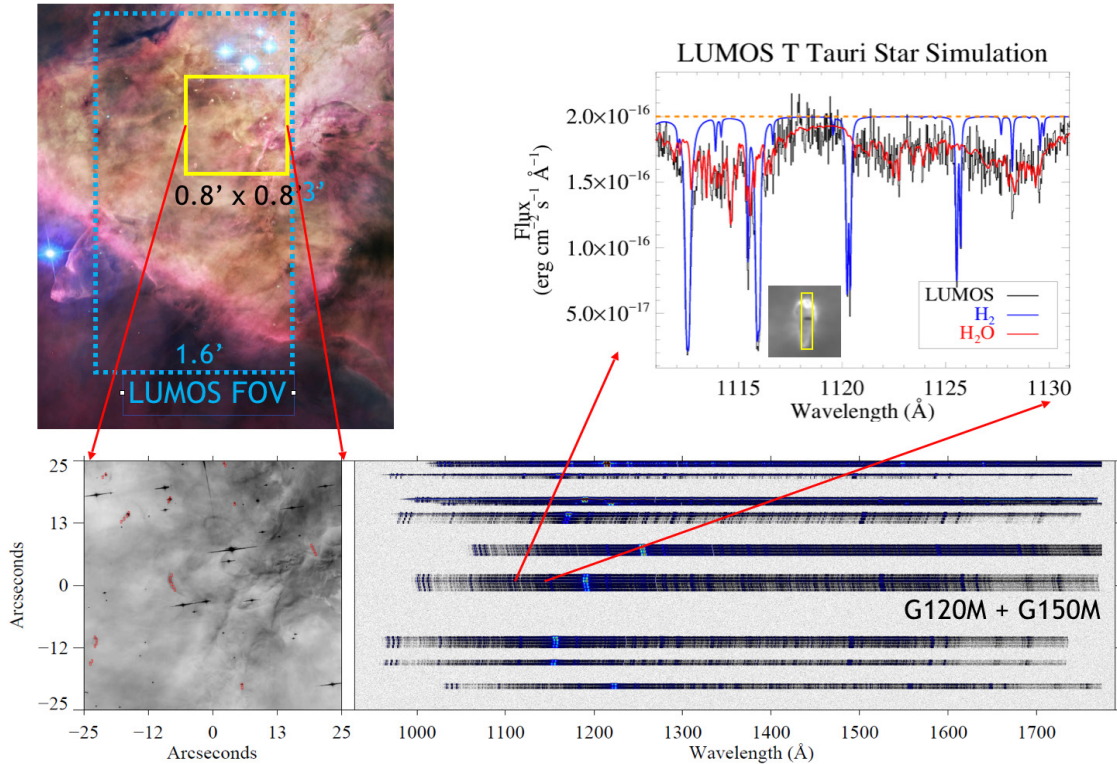 0.8' x 0.8'
3'
1.6'
LUMOS FOV
LUMOS T Tauri Star Simulation
2.0×10⁻¹⁶
1.5×10⁻¹⁶
1.0×10⁻¹⁶
5.0×10⁻¹⁷
Flux
(erg cm⁻² s⁻¹ Å⁻¹)
LUMOS
H₂
H₂O
1115 1120 1125 1130
Wavelength (Å)
25
13
0
−12
−25
Arcseconds
−25 −12 0 13 25
Arcseconds
G120M + G150M
1000 1100 1200 1300 1400 1500 1600 1700
Wavelength (Å)